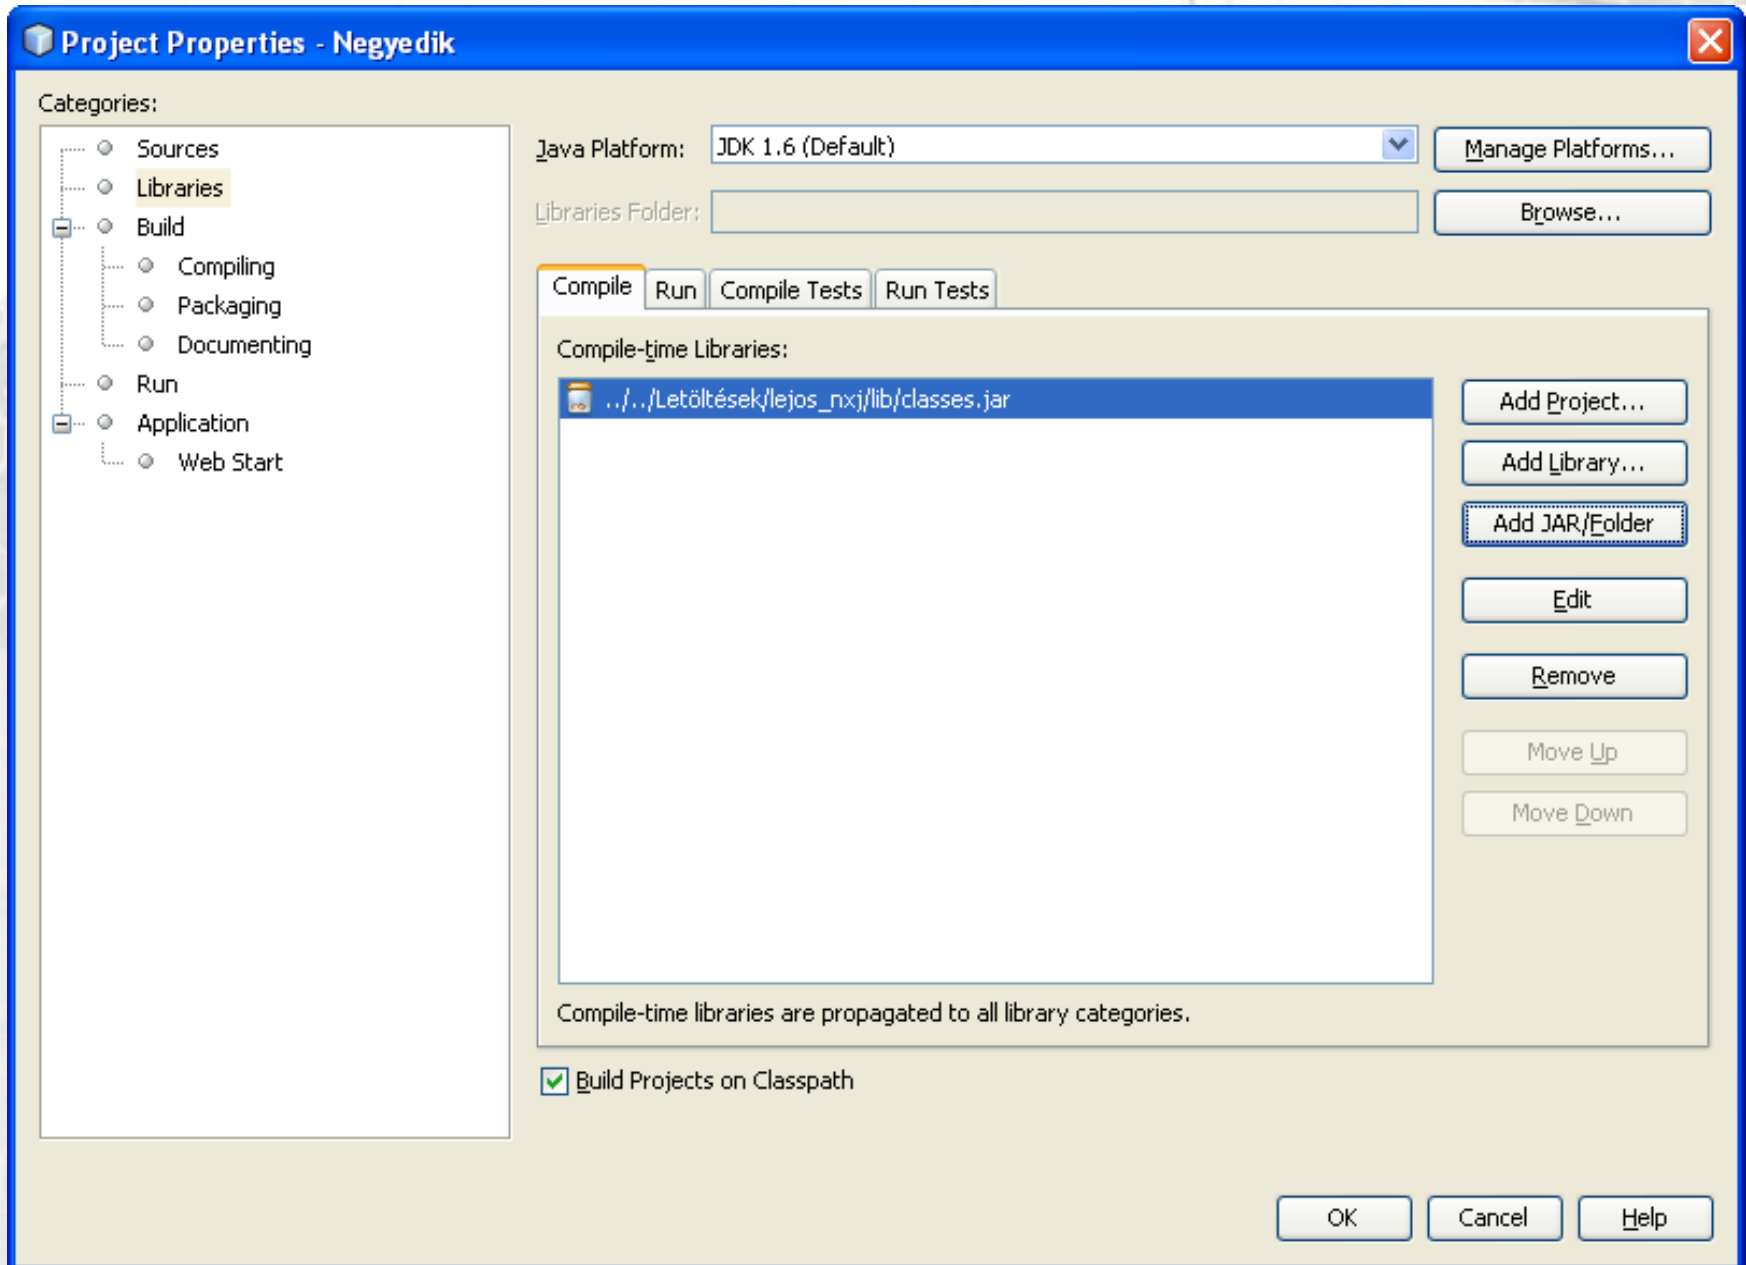 Project Properties - Negyedik
Categories:
Sources
Libraries
Build
Compiling
Packaging
Documenting
Run
Application
Web Start
Java Platform:
JDK 1.6 (Default)
Manage Platforms...
Libraries Folder:
Browse...
Compile
Run
Compile Tests
Run Tests
Compile-time Libraries:
../../Letöltések/lejos_nxj/lib/classes.jar
Add Project...
Add Library...
Add JAR/Folder
Edit
Remove
Move Up
Move Down
Compile-time libraries are propagated to all library categories.
Build Projects on Classpath
OK
Cancel
Help